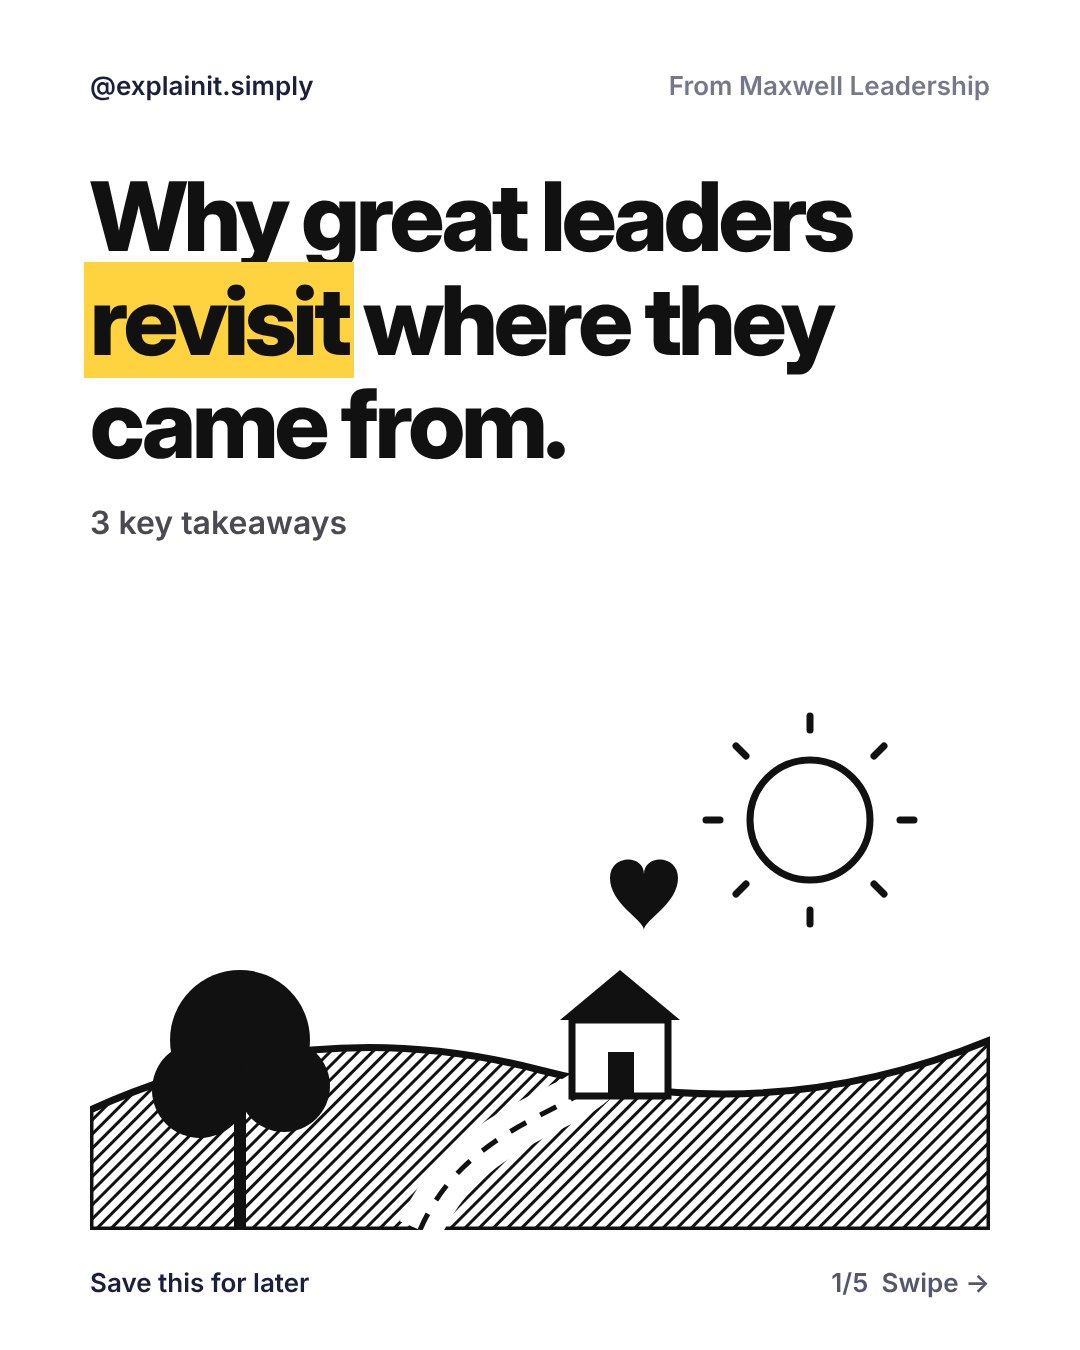 @explainit.simply
From Maxwell Leadership
Why great leaders
revisit where they
came from.
3 key takeaways
Save this for later
1/5 Swipe →